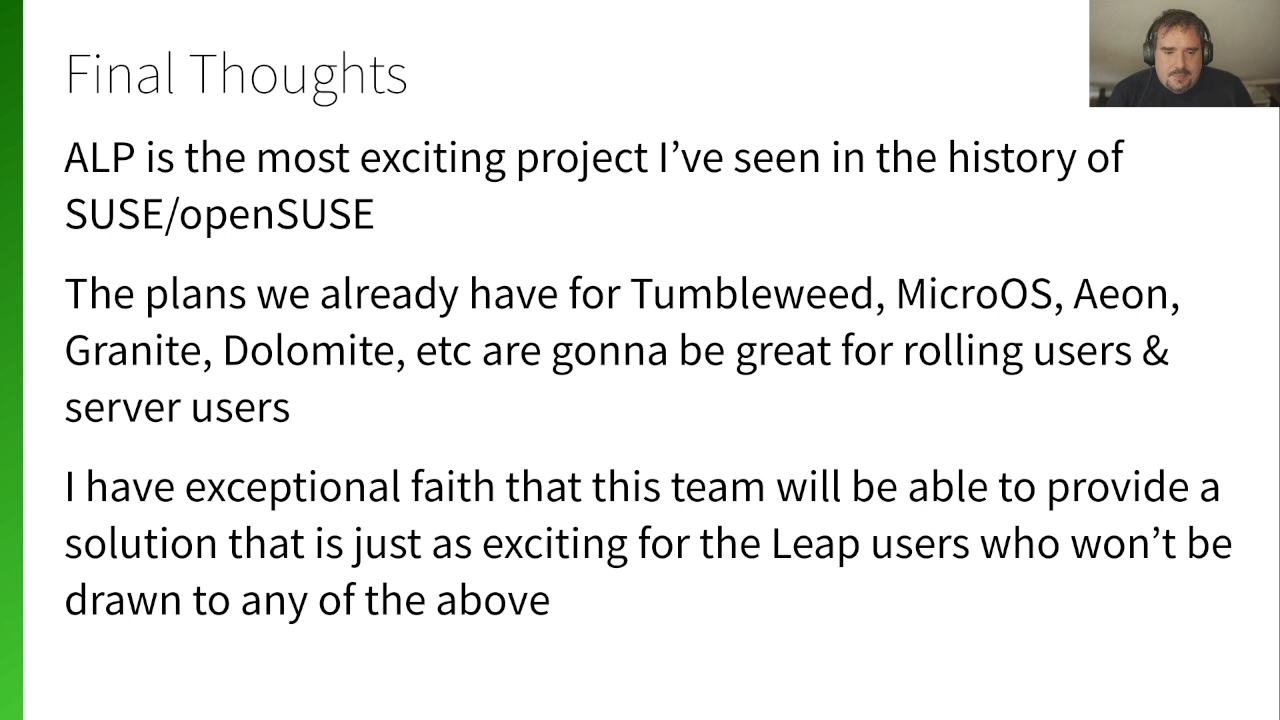 Final Thoughts
ALP is the most exciting project I’ve seen in the history of
SUSE/openSUSE
The plans we already have for Tumbleweed, MicroOS, Aeon,
Granite, Dolomite, etc are gonna be great for rolling users &
server users
I have exceptional faith that this team will be able to provide a
solution that is just as exciting for the Leap users who won’t be
drawn to any of the above